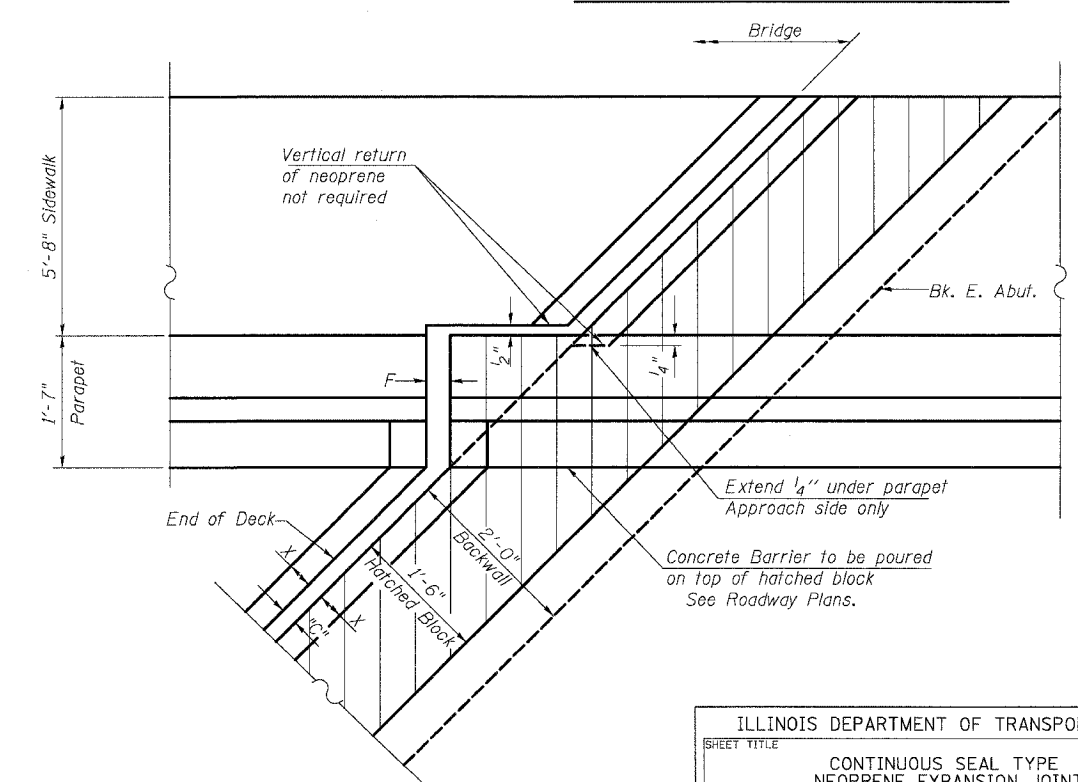 Bridge
5'-8" Sidewalk
Vertical return
of neoprene
not required
Bk. E. Abut.
1'-7"
Parapet
F
1/2"
1/4"
Extend 1/4" under parapet
Approach side only
End of Deck
X
"C"
X
2'-0"
Backwall
1'-6"
Hatched Block
Concrete Barrier to be poured
on top of hatched block
See Roadway Plans.
ILLINOIS DEPARTMENT OF TRANSPO
SHEET TITLE
CONTINUOUS SEAL TYPE
NEOPRENE EXPANSION JOINT